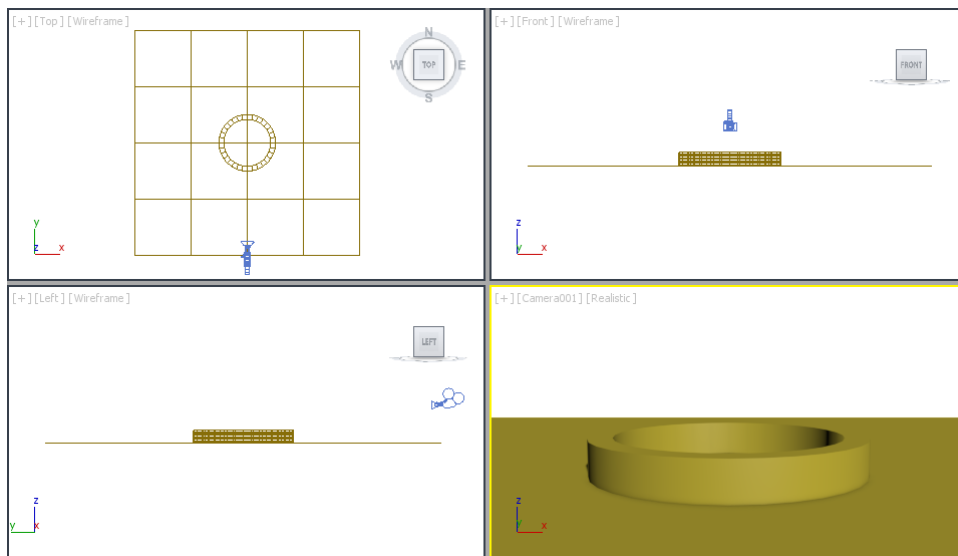 [+] [Top] [Wireframe]
N
W TOP E
S
y
z x
[+] [Front] [Wireframe]
FRONT
z
y x
[+] [Left] [Wireframe]
LEFT
z
y x
[+] [Camera001] [Realistic]
z
y x